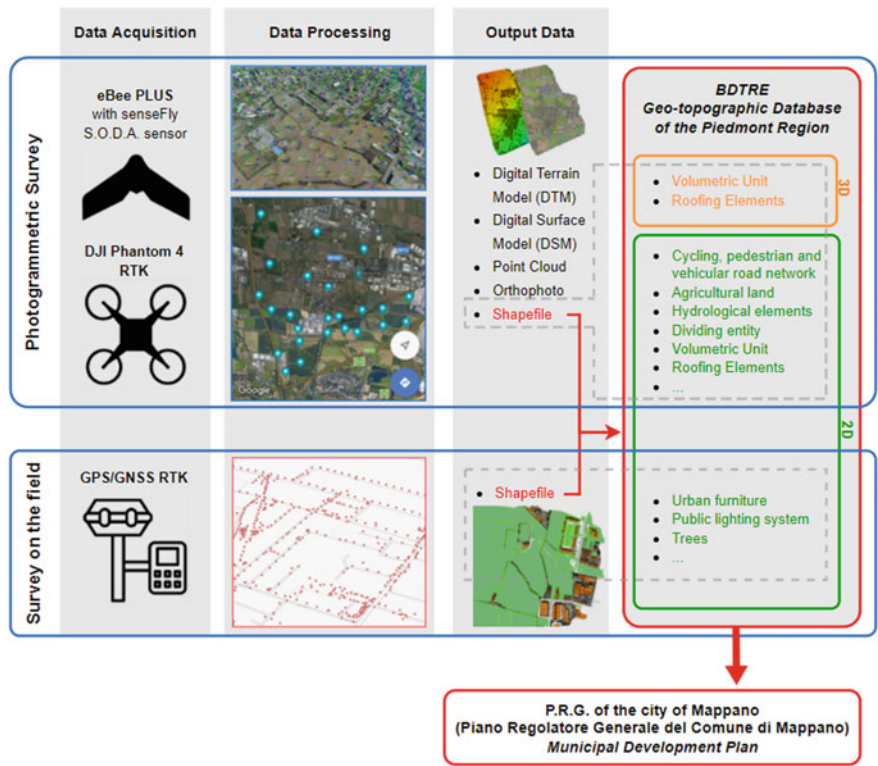 Data Acquisition
Data Processing
Output Data
Photogrammetric Survey
eBee PLUS
with senseFly
S.O.D.A. sensor
DJI Phantom 4
RTK
Google
• Digital Terrain
Model (DTM)
• Digital Surface
Model (DSM)
• Point Cloud
• Orthophoto
• Shapefile
BDTRE
Geo-topographic Database
of the Piedmont Region
• Volumetric Unit
• Roofing Elements
3D
• Cycling, pedestrian and
vehicular road network
• Agricultural land
• Hydrological elements
• Dividing entity
• Volumetric Unit
• Roofing Elements
• ...
2D
Survey on the field
GPS/GNSS RTK
• Shapefile
• Urban furniture
• Public lighting system
• Trees
• ...
P.R.G. of the city of Mappano
(Piano Regolatore Generale del Comune di Mappano)
Municipal Development Plan